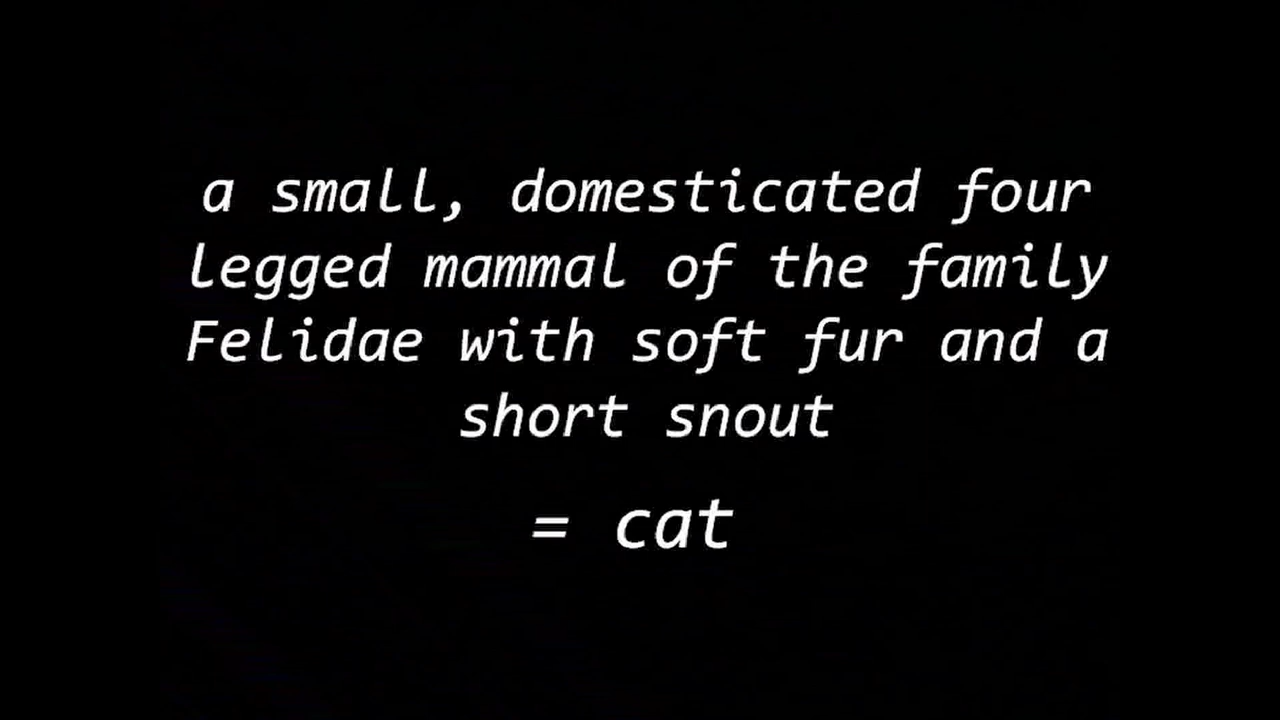 a small, domesticated four
legged mammal of the family
Felidae with soft fur and a
short snout
= cat